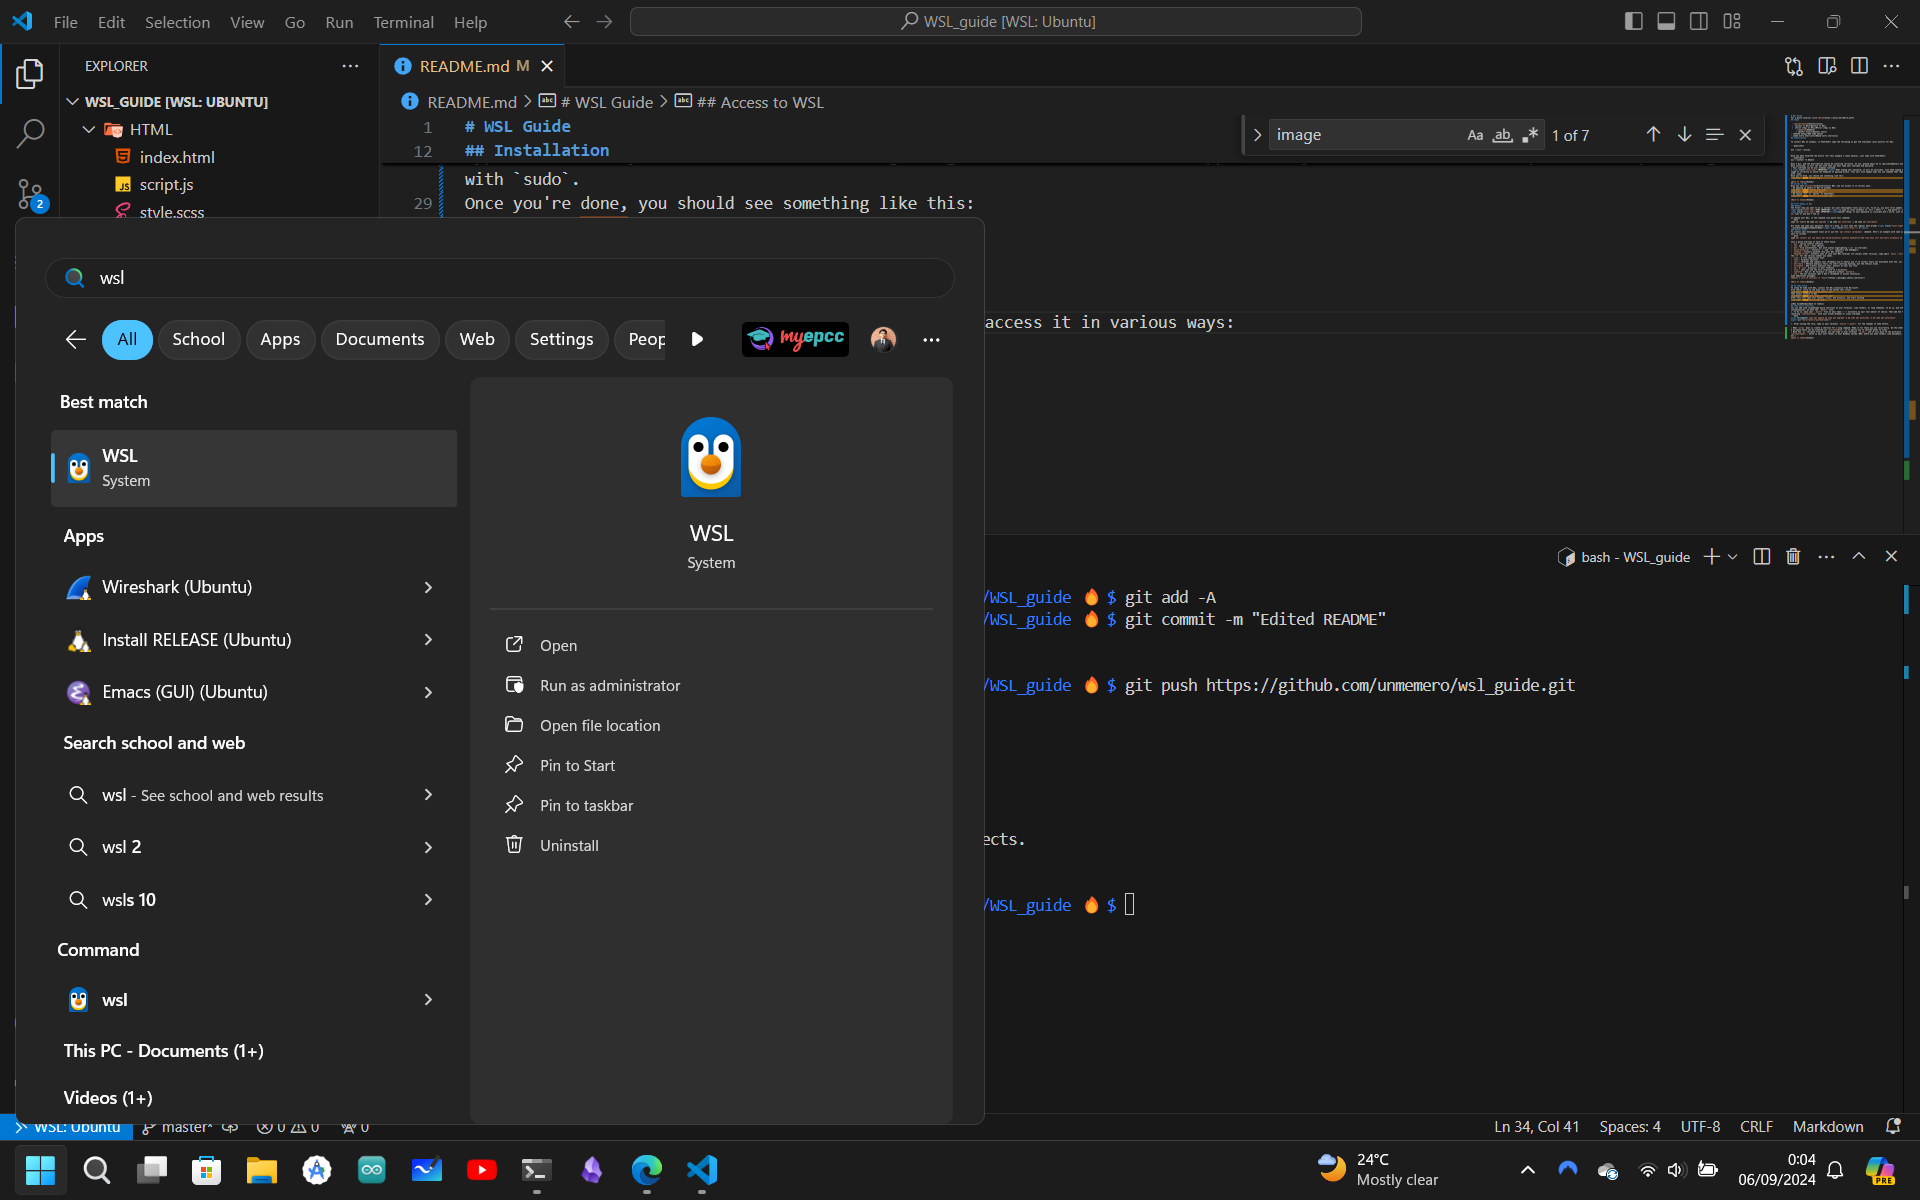 File Edit Selection View Go Run Terminal Help
WSL_guide [WSL: Ubuntu]
EXPLORER
WSL_GUIDE [WSL: UBUNTU]
HTML
index.html
script.js
style.scss
2
README.md M
README.md > # WSL Guide > ## Access to WSL
1 # WSL Guide
12 ## Installation
with `sudo`.
29 Once you're done, you should see something like this:
access it in various ways:
image
Aa ab
1 of 7
wsl
All School Apps Documents Web Settings Peop
myepcc
Best match
WSL
System
Apps
Wireshark (Ubuntu)
Install RELEASE (Ubuntu)
Emacs (GUI) (Ubuntu)
Search school and web
wsl - See school and web results
wsl 2
wsls 10
Command
wsl
This PC - Documents (1+)
Videos (1+)
WSL
System
Open
Run as administrator
Open file location
Pin to Start
Pin to taskbar
Uninstall
bash - WSL_guide
/WSL_guide 🔥 $ git add -A
/WSL_guide 🔥 $ git commit -m "Edited README"
/WSL_guide 🔥 $ git push https://github.com/unmemero/wsl_guide.git
ects.
/WSL_guide 🔥 $
WSL: Ubuntu master* 0 0 0
Ln 34, Col 41 Spaces: 4 UTF-8 CRLF Markdown
24°C
Mostly clear
0:04
06/09/2024
PRE